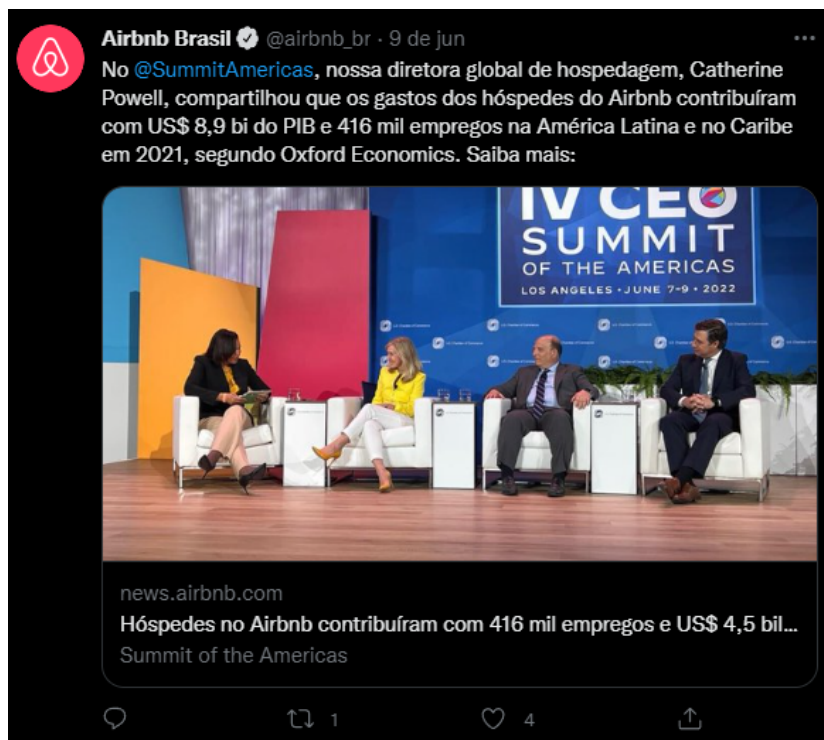 Airbnb Brasil @airbnb_br · 9 de jun
No @SummitAmericas, nossa diretora global de hospedagem, Catherine
Powell, compartilhou que os gastos dos hóspedes do Airbnb contribuíram
com US$ 8,9 bi do PIB e 416 mil empregos na América Latina e no Caribe
em 2021, segundo Oxford Economics. Saiba mais:
IV CEO
SUMMIT
OF THE AMERICAS
LOS ANGELES • JUNE 7-9 • 2022
news.airbnb.com
Hóspedes no Airbnb contribuíram com 416 mil empregos e US$ 4,5 bil...
Summit of the Americas
1 4